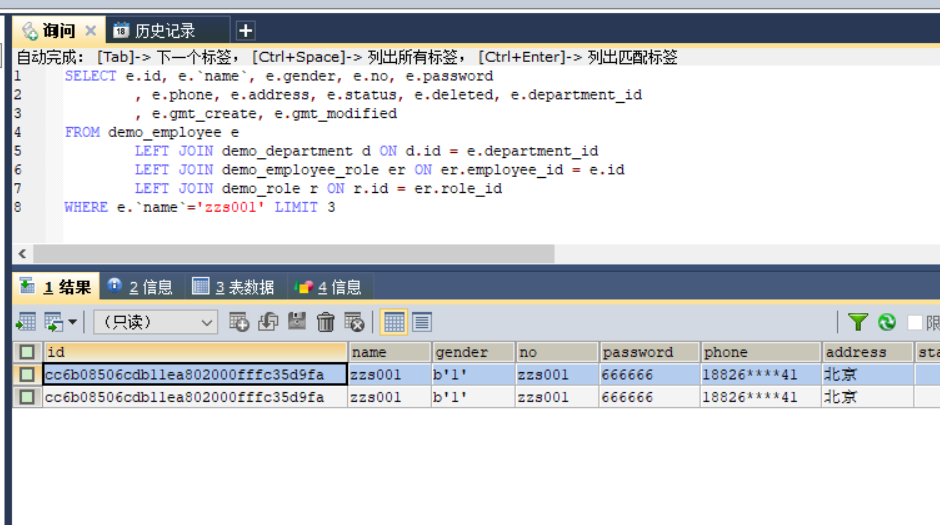 询问 历史记录
自动完成: [Tab]-> 下一个标签, [Ctrl+Space]-> 列出所有标签, [Ctrl+Enter]-> 列出匹配标签
1 SELECT e.id, e.`name`, e.gender, e.no, e.password
2 , e.phone, e.address, e.status, e.deleted, e.department_id
3 , e.gmt_create, e.gmt_modified
4 FROM demo_employee e
5 LEFT JOIN demo_department d ON d.id = e.department_id
6 LEFT JOIN demo_employee_role er ON er.employee_id = e.id
7 LEFT JOIN demo_role r ON r.id = er.role_id
8 WHERE e.`name`='zzs001' LIMIT 3
1 结果 2 信息 3 表数据 4 信息
(只读) 限
id name gender no password phone address sta
cc6b08506cdb11ea802000fffc35d9fa zzs001 b'1' zzs001 666666 18826****41 北京
cc6b08506cdb11ea802000fffc35d9fa zzs001 b'1' zzs001 666666 18826****41 北京